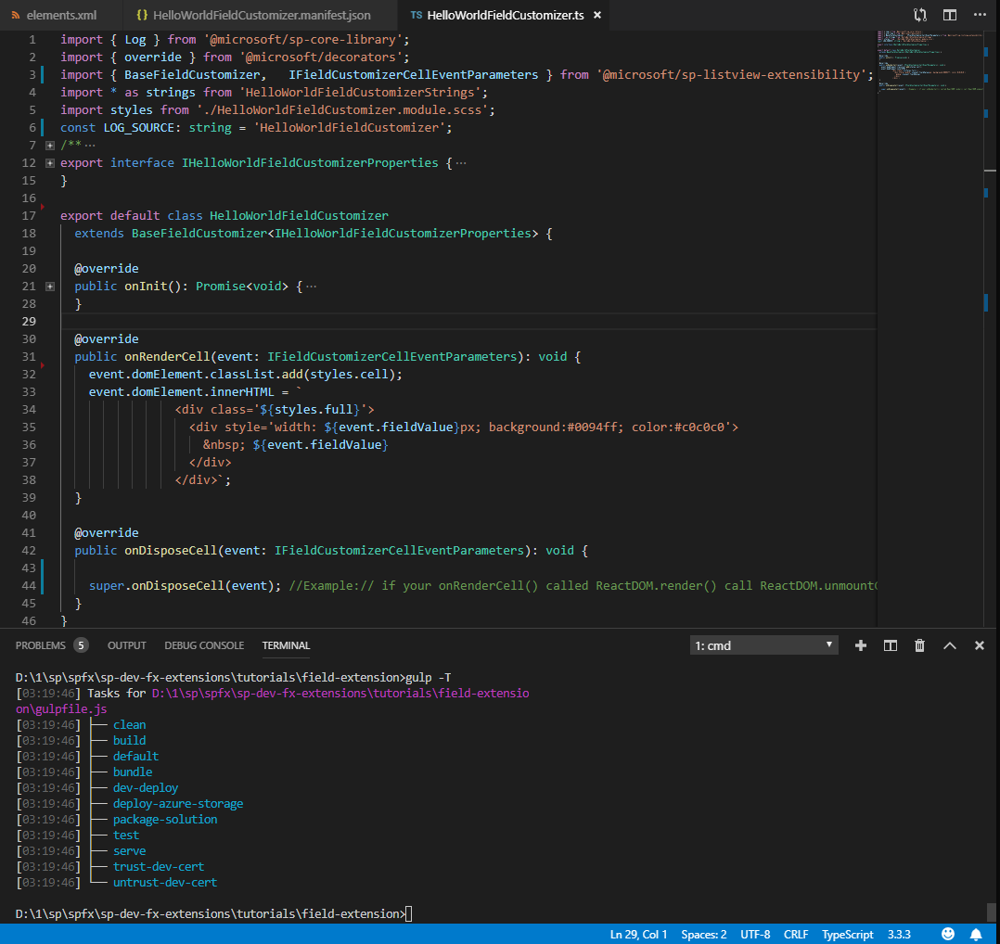 elements.xml {} HelloWorldFieldCustomizer.manifest.json TS HelloWorldFieldCustomizer.ts ×
1 import { Log } from '@microsoft/sp-core-library';
2 import { override } from '@microsoft/decorators';
3 import { BaseFieldCustomizer, IFieldCustomizerCellEventParameters } from '@microsoft/sp-listview-extensibility';
4 import * as strings from 'HelloWorldFieldCustomizerStrings';
5 import styles from './HelloWorldFieldCustomizer.module.scss';
6 const LOG_SOURCE: string = 'HelloWorldFieldCustomizer';
7 /** ...
12 export interface IHelloWorldFieldCustomizerProperties { ...
15 }
16
17 export default class HelloWorldFieldCustomizer
18 extends BaseFieldCustomizer<IHelloWorldFieldCustomizerProperties> {
19
20 @override
21 public onInit(): Promise<void> { ...
28 }
29
30 @override
31 public onRenderCell(event: IFieldCustomizerCellEventParameters): void {
32 event.domElement.classList.add(styles.cell);
33 event.domElement.innerHTML = `
34 <div class='${styles.full}'>
35 <div style='width: ${event.fieldValue}px; background:#0094ff; color:#c0c0c0'>
36 &nbsp; ${event.fieldValue}
37 </div>
38 </div>`;
39 }
40
41 @override
42 public onDisposeCell(event: IFieldCustomizerCellEventParameters): void {
43
44 super.onDisposeCell(event); //Example:// if your onRenderCell() called ReactDOM.render() call ReactDOM.unmountC
45 }
46 }
PROBLEMS 5 OUTPUT DEBUG CONSOLE TERMINAL 1: cmd
D:\1\sp\spfx\sp-dev-fx-extensions\tutorials\field-extension>gulp -T
[03:19:46] Tasks for D:\1\sp\spfx\sp-dev-fx-extensions\tutorials\field-extensio
on\gulpfile.js
[03:19:46] ├── clean
[03:19:46] ├── build
[03:19:46] ├── default
[03:19:46] ├── bundle
[03:19:46] ├── dev-deploy
[03:19:46] ├── deploy-azure-storage
[03:19:46] ├── package-solution
[03:19:46] ├── test
[03:19:46] ├── serve
[03:19:46] ├── trust-dev-cert
[03:19:46] └── untrust-dev-cert
D:\1\sp\spfx\sp-dev-fx-extensions\tutorials\field-extension>
Ln 29, Col 1 Spaces: 2 UTF-8 CRLF TypeScript 3.3.3